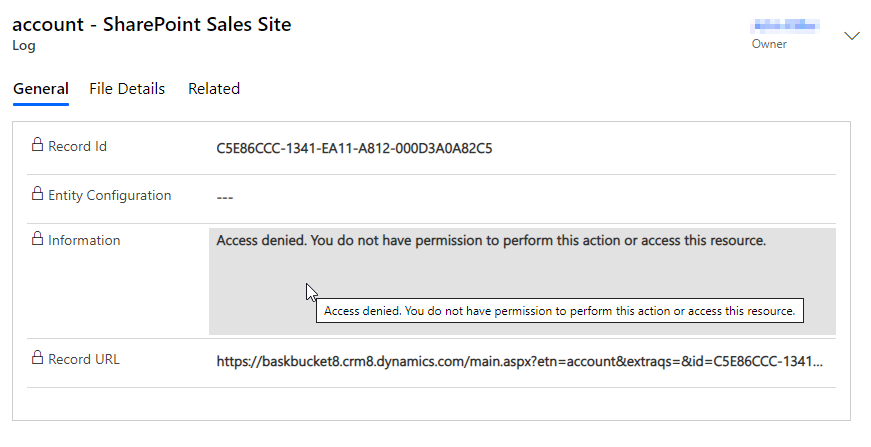 account - SharePoint Sales Site
Log
Owner
General File Details Related
Record Id C5E86CCC-1341-EA11-A812-000D3A0A82C5
Entity Configuration ---
Information Access denied. You do not have permission to perform this action or access this resource.
Access denied. You do not have permission to perform this action or access this resource.
Record URL https://baskbucket8.crm8.dynamics.com/main.aspx?etn=account&extraqs=&id=C5E86CCC-1341...